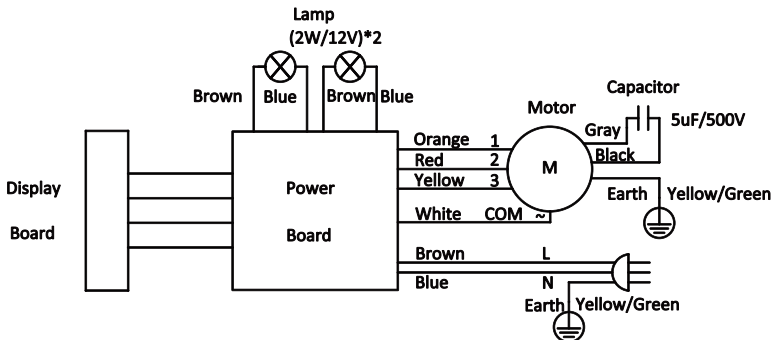 Lamp
(2W/12V)*2
Brown Blue Brown Blue
Capacitor
5uF/500V
Motor
Gray
Black
M
Orange 1
Red 2
Yellow 3
White COM ~
Earth Yellow/Green
Display
Board
Power
Board
Brown L
Blue N
Earth Yellow/Green